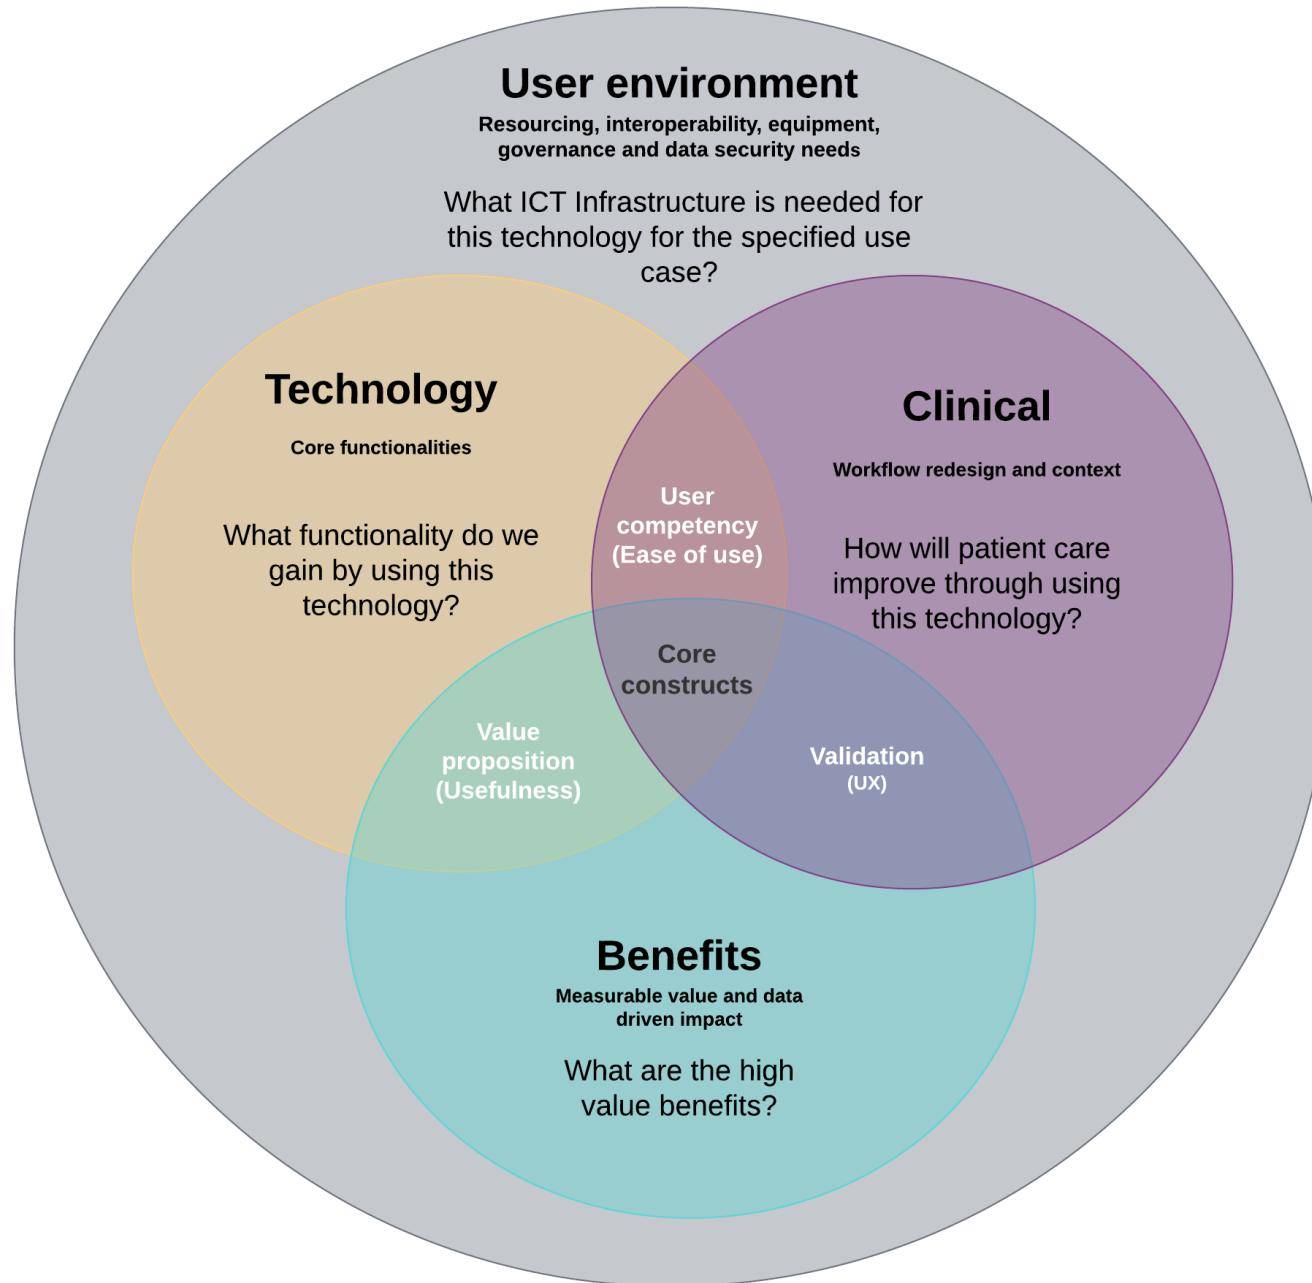 User environment
Resourcing, interoperability, equipment,
governance and data security needs
What ICT Infrastructure is needed for
this technology for the specified use
case?
Technology
Core functionalities
What functionality do we
gain by using this
technology?
Clinical
Workflow redesign and context
How will patient care
improve through using
this technology?
User
competency
(Ease of use)
Core
constructs
Value
proposition
(Usefulness)
Validation
(UX)
Benefits
Measurable value and data
driven impact
What are the high
value benefits?